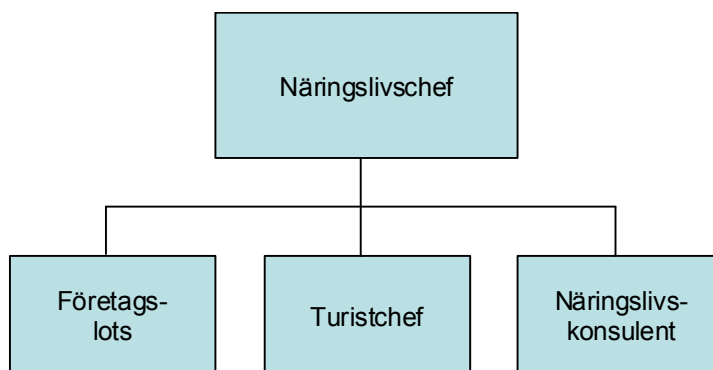 Näringslivschef
Företags-
lots
Turistchef
Näringslivs-
konsulent